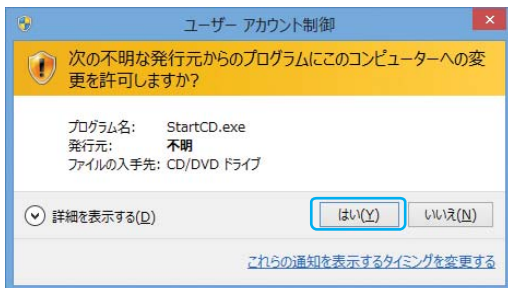 ユーザー アカウント制御
次の不明な発行元からのプログラムにこのコンピューターへの変
更を許可しますか?
プログラム名: StartCD.exe
発行元: 不明
ファイルの入手先: CD/DVD ドライブ
詳細を表示する(D)
はい(Y)
いいえ(N)
これらの通知を表示するタイミングを変更する